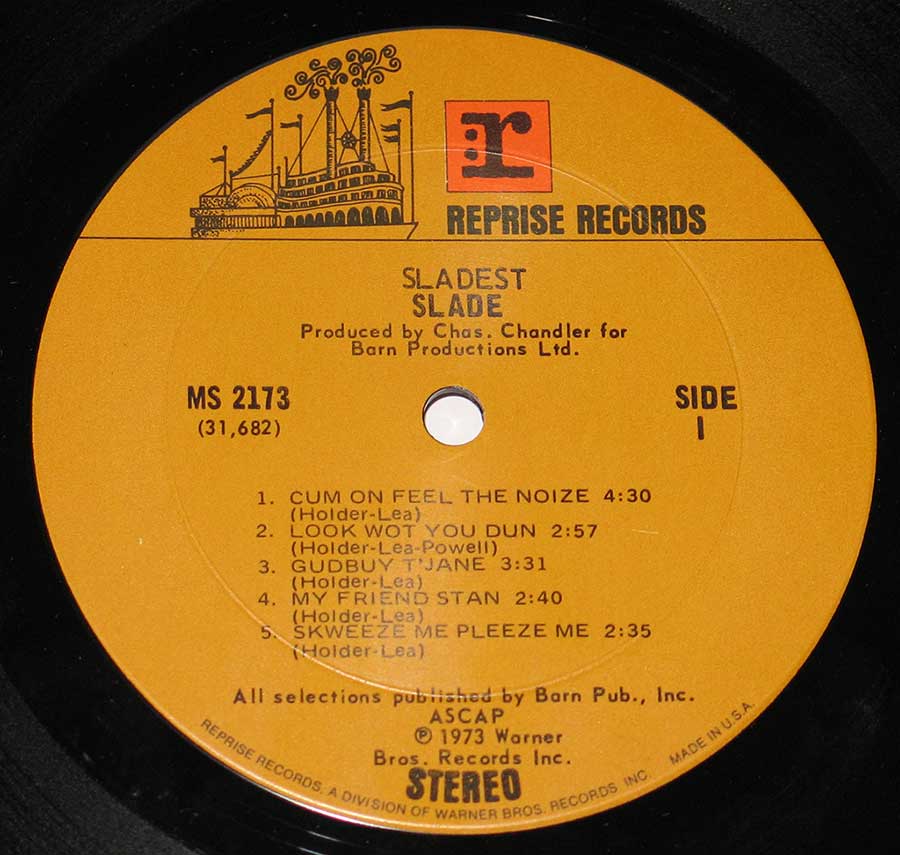 r
REPRISE RECORDS
SLADEST
SLADE
Produced by Chas. Chandler for
Barn Productions Ltd.
MS 2173
(31,682)
SIDE
1
1. CUM ON FEEL THE NOIZE 4:30
(Holder-Lea)
2. LOOK WOT YOU DUN 2:57
(Holder-Lea-Powell)
3. GUDBUY T'JANE 3:31
(Holder-Lea)
4. MY FRIEND STAN 2:40
(Holder-Lea)
5. SKWEEZE ME PLEEZE ME 2:35
(Holder-Lea)
All selections published by Barn Pub., Inc.
ASCAP
℗ 1973 Warner
Bros. Records Inc.
STEREO
REPRISE RECORDS, A DIVISION OF WARNER BROS. RECORDS INC. MADE IN U.S.A.